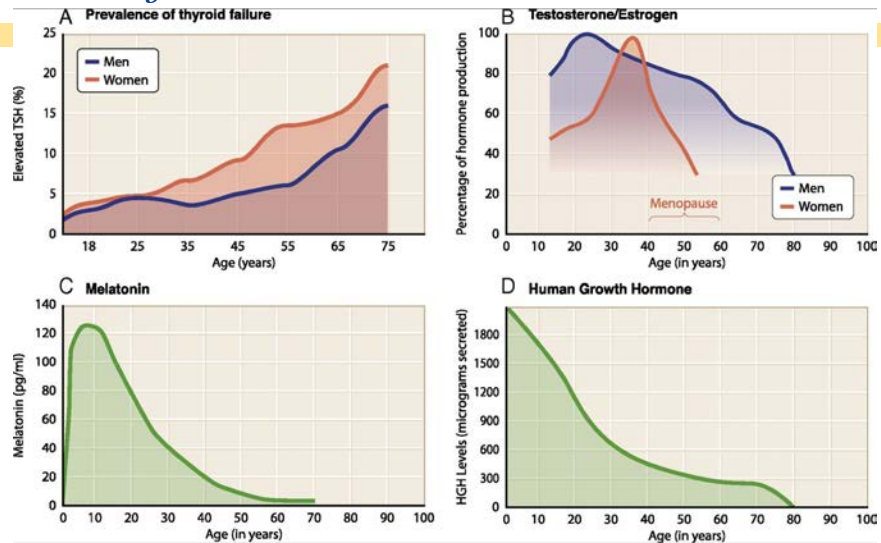 A Prevalence of thyroid failure
25
20
15
10
5
0
Elevated TSH (%)
Men
Women
18 25 35 45 55 65 75
Age (years)
B Testosterone/Estrogen
100
80
60
40
20
0
Percentage of hormone production
Menopause
Men
Women
0 10 20 30 40 50 60 70 80 90 100
Age (in years)
C Melatonin
140
120
100
80
60
40
20
0
Melatonin (pg/ml)
0 10 20 30 40 50 60 70 80 90 100
Age (in years)
D Human Growth Hormone
1800
1500
1200
900
600
300
0
HGH Levels (micrograms secreted)
0 10 20 30 40 50 60 70 80 90 100
Age (in years)